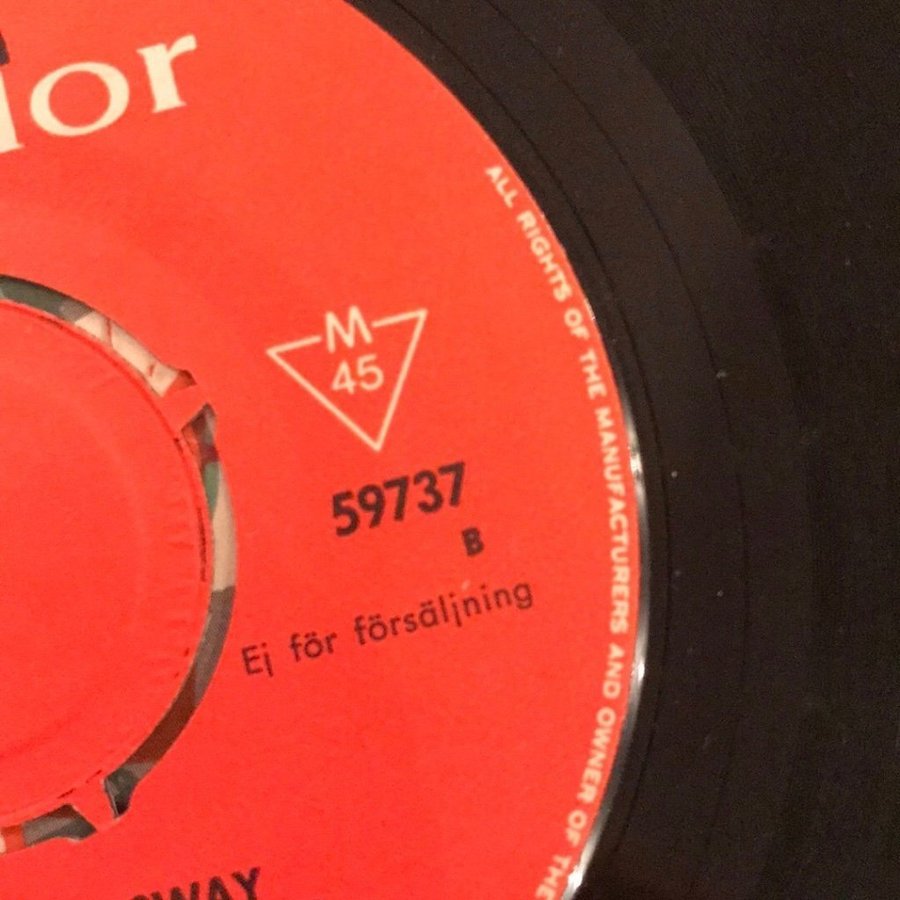 lor
ALL RIGHTS OF THE MANUFACTURERS AND OWNER OF THE
M
45
59737
B
Ej för försäljning
WAY